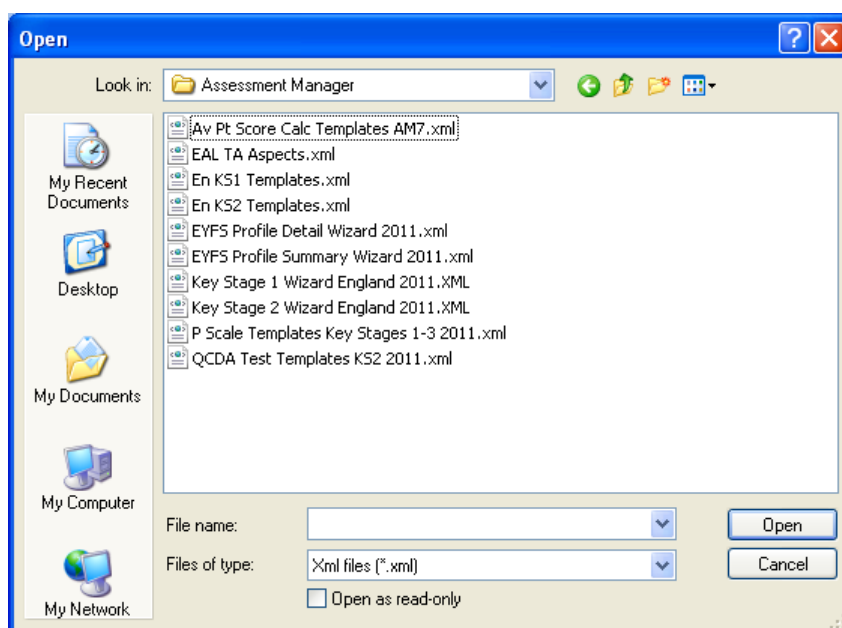 Open
Look in:
Assessment Manager
My Recent
Documents
Desktop
My Documents
My Computer
My Network
Av Pt Score Calc Templates AM7.xml
EAL TA Aspects.xml
En KS1 Templates.xml
En KS2 Templates.xml
EYFS Profile Detail Wizard 2011.xml
EYFS Profile Summary Wizard 2011.xml
Key Stage 1 Wizard England 2011.XML
Key Stage 2 Wizard England 2011.XML
P Scale Templates Key Stages 1-3 2011.xml
QCDA Test Templates KS2 2011.xml
File name:
Open
Files of type:
Xml files (*.xml)
Cancel
Open as read-only